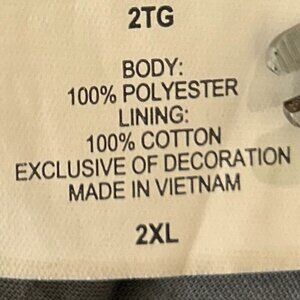 2TG
BODY:
100% POLYESTER
LINING:
100% COTTON
EXCLUSIVE OF DECORATION
MADE IN VIETNAM
2XL